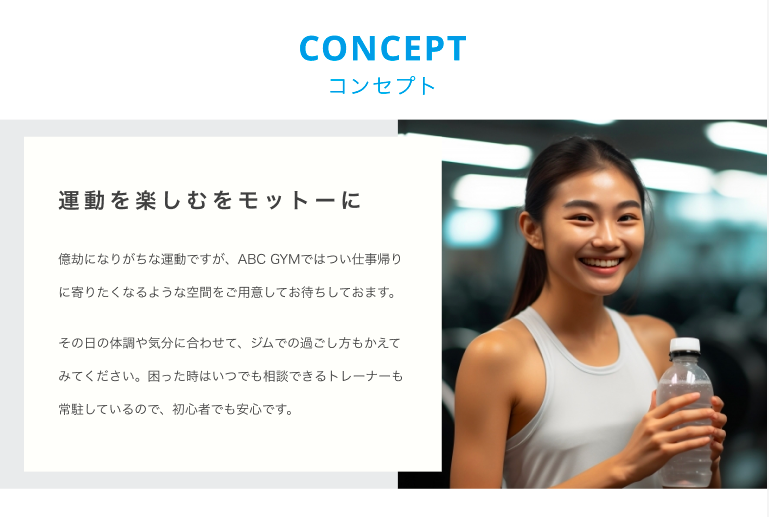 CONCEPT
コンセプト
運動を楽しむをモットーに
億劫になりがちな運動ですが、ABC GYMではつい仕事帰り
に寄りたくなるような空間をご用意してお待ちしておます。
その日の体調や気分に合わせて、ジムでの過ごし方もかえて
みてください。困った時はいつでも相談できるトレーナーも
常駐しているので、初心者でも安心です。